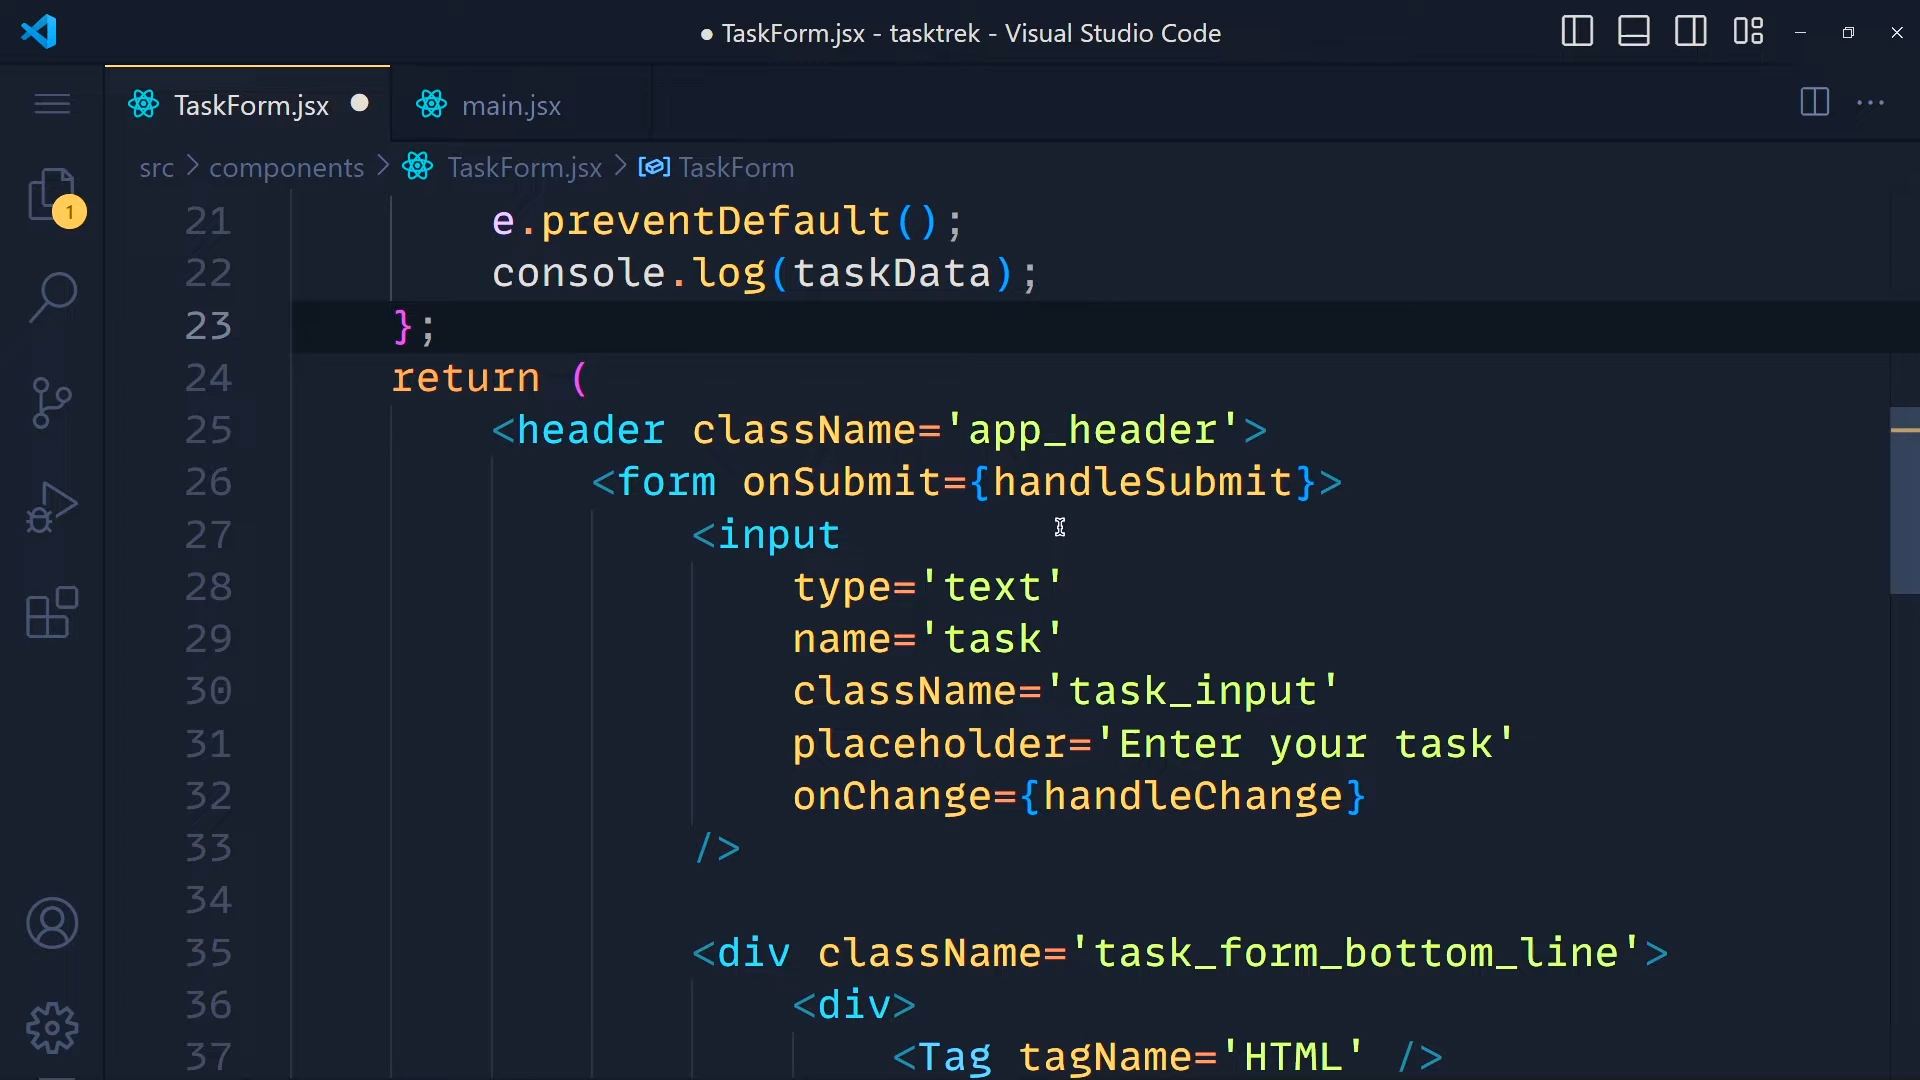 ● TaskForm.jsx - tasktrek - Visual Studio Code
TaskForm.jsx ● main.jsx
src > components > TaskForm.jsx > TaskForm
1
21 e.preventDefault();
22 console.log(taskData);
23 };
24 return (
25 <header className='app_header'>
26 <form onSubmit={handleSubmit}>
27 <input
28 type='text'
29 name='task'
30 className='task_input'
31 placeholder='Enter your task'
32 onChange={handleChange}
33 />
34
35 <div className='task_form_bottom_line'>
36 <div>
37 <Tag tagName='HTML' />